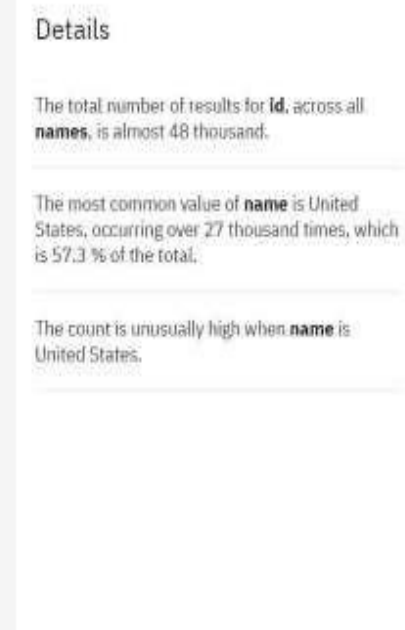 Details
The total number of results for id, across all
names, is almost 48 thousand.
The most common value of name is United
States, occurring over 27 thousand times, which
is 57.3 % of the total.
The count is unusually high when name is
United States.